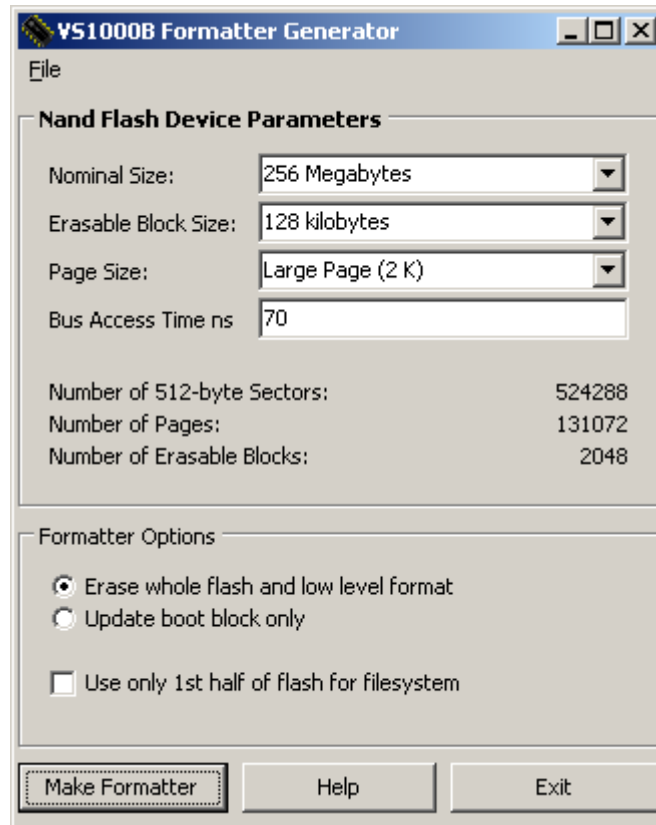 VS1000B Formatter Generator
File
Nand Flash Device Parameters
Nominal Size: 256 Megabytes
Erasable Block Size: 128 kilobytes
Page Size: Large Page (2 K)
Bus Access Time ns 70
Number of 512-byte Sectors: 524288
Number of Pages: 131072
Number of Erasable Blocks: 2048
Formatter Options
Erase whole flash and low level format
Update boot block only
Use only 1st half of flash for filesystem
Make Formatter Help Exit